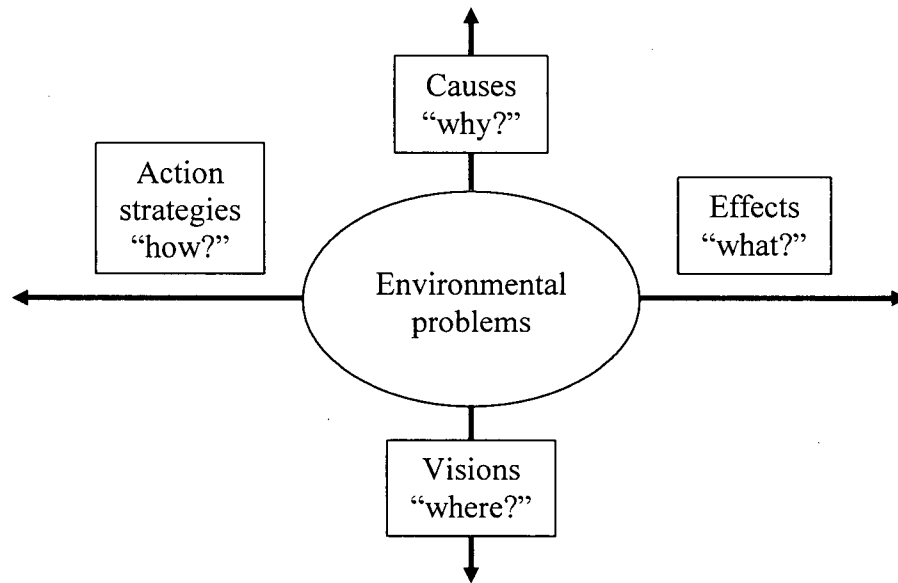 Causes
“why?”
Action
strategies
“how?”
Effects
“what?”
Environmental
problems
Visions
“where?”